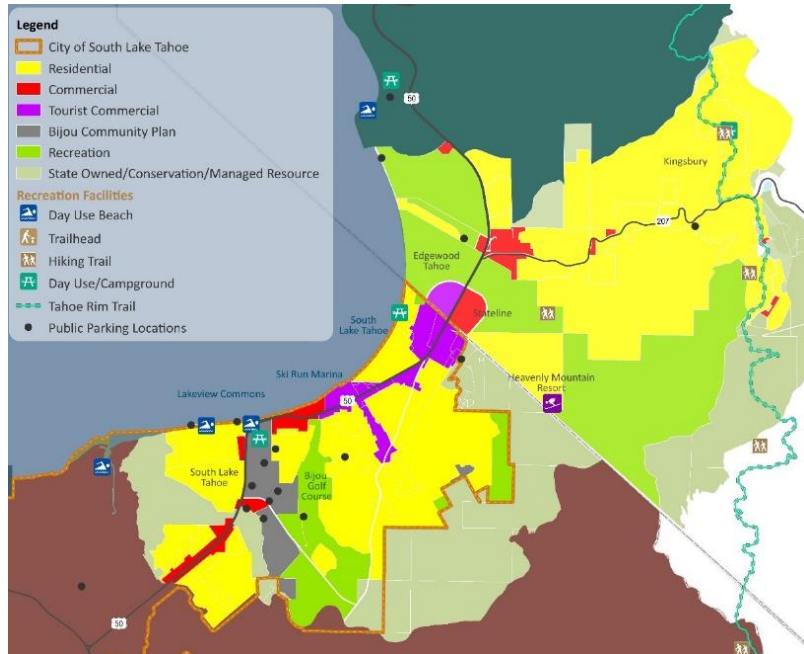 Legend
City of South Lake Tahoe
Residential
Commercial
Tourist Commercial
Bijou Community Plan
Recreation
State Owned/Conservation/Managed Resource
Recreation Facilities
Day Use Beach
Trailhead
Hiking Trail
Day Use/Campground
Tahoe Rim Trail
Public Parking Locations
50
Kingsbury
207
Edgewood
Tahoe
Stateline
South
Lake Tahoe
Ski Run Marina
Heavenly Mountain
Resort
50
Lakeview Commons
South Lake
Tahoe
Bijou
Golf
Course
50